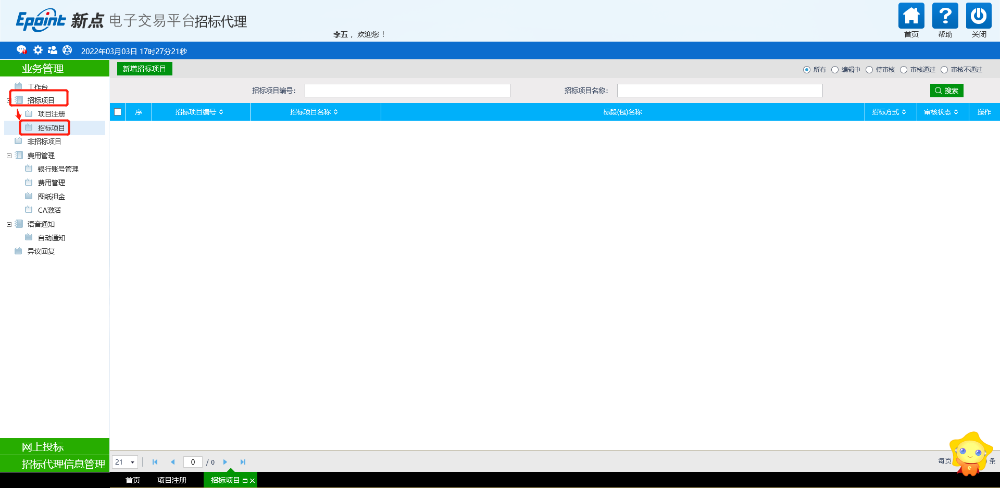 Epoint 新点 电子交易平台招标代理
李五 ， 欢迎您！
首页 帮助 关闭
2022年03月03日 17时27分21秒
业务管理
工作台
招标项目
项目注册
招标项目
非招标项目
费用管理
银行账号管理
费用管理
图纸押金
CA激活
语音通知
自动通知
异议回复
网上投标
招标代理信息管理
新增招标项目
所有 编辑中 待审核 审核通过 审核不通过
招标项目编号： 招标项目名称： 搜索
序 招标项目编号 招标项目名称 标段(包)名称 招标方式 审核状态 操作
21 0 / 0 每页 条
首页 项目注册 招标项目